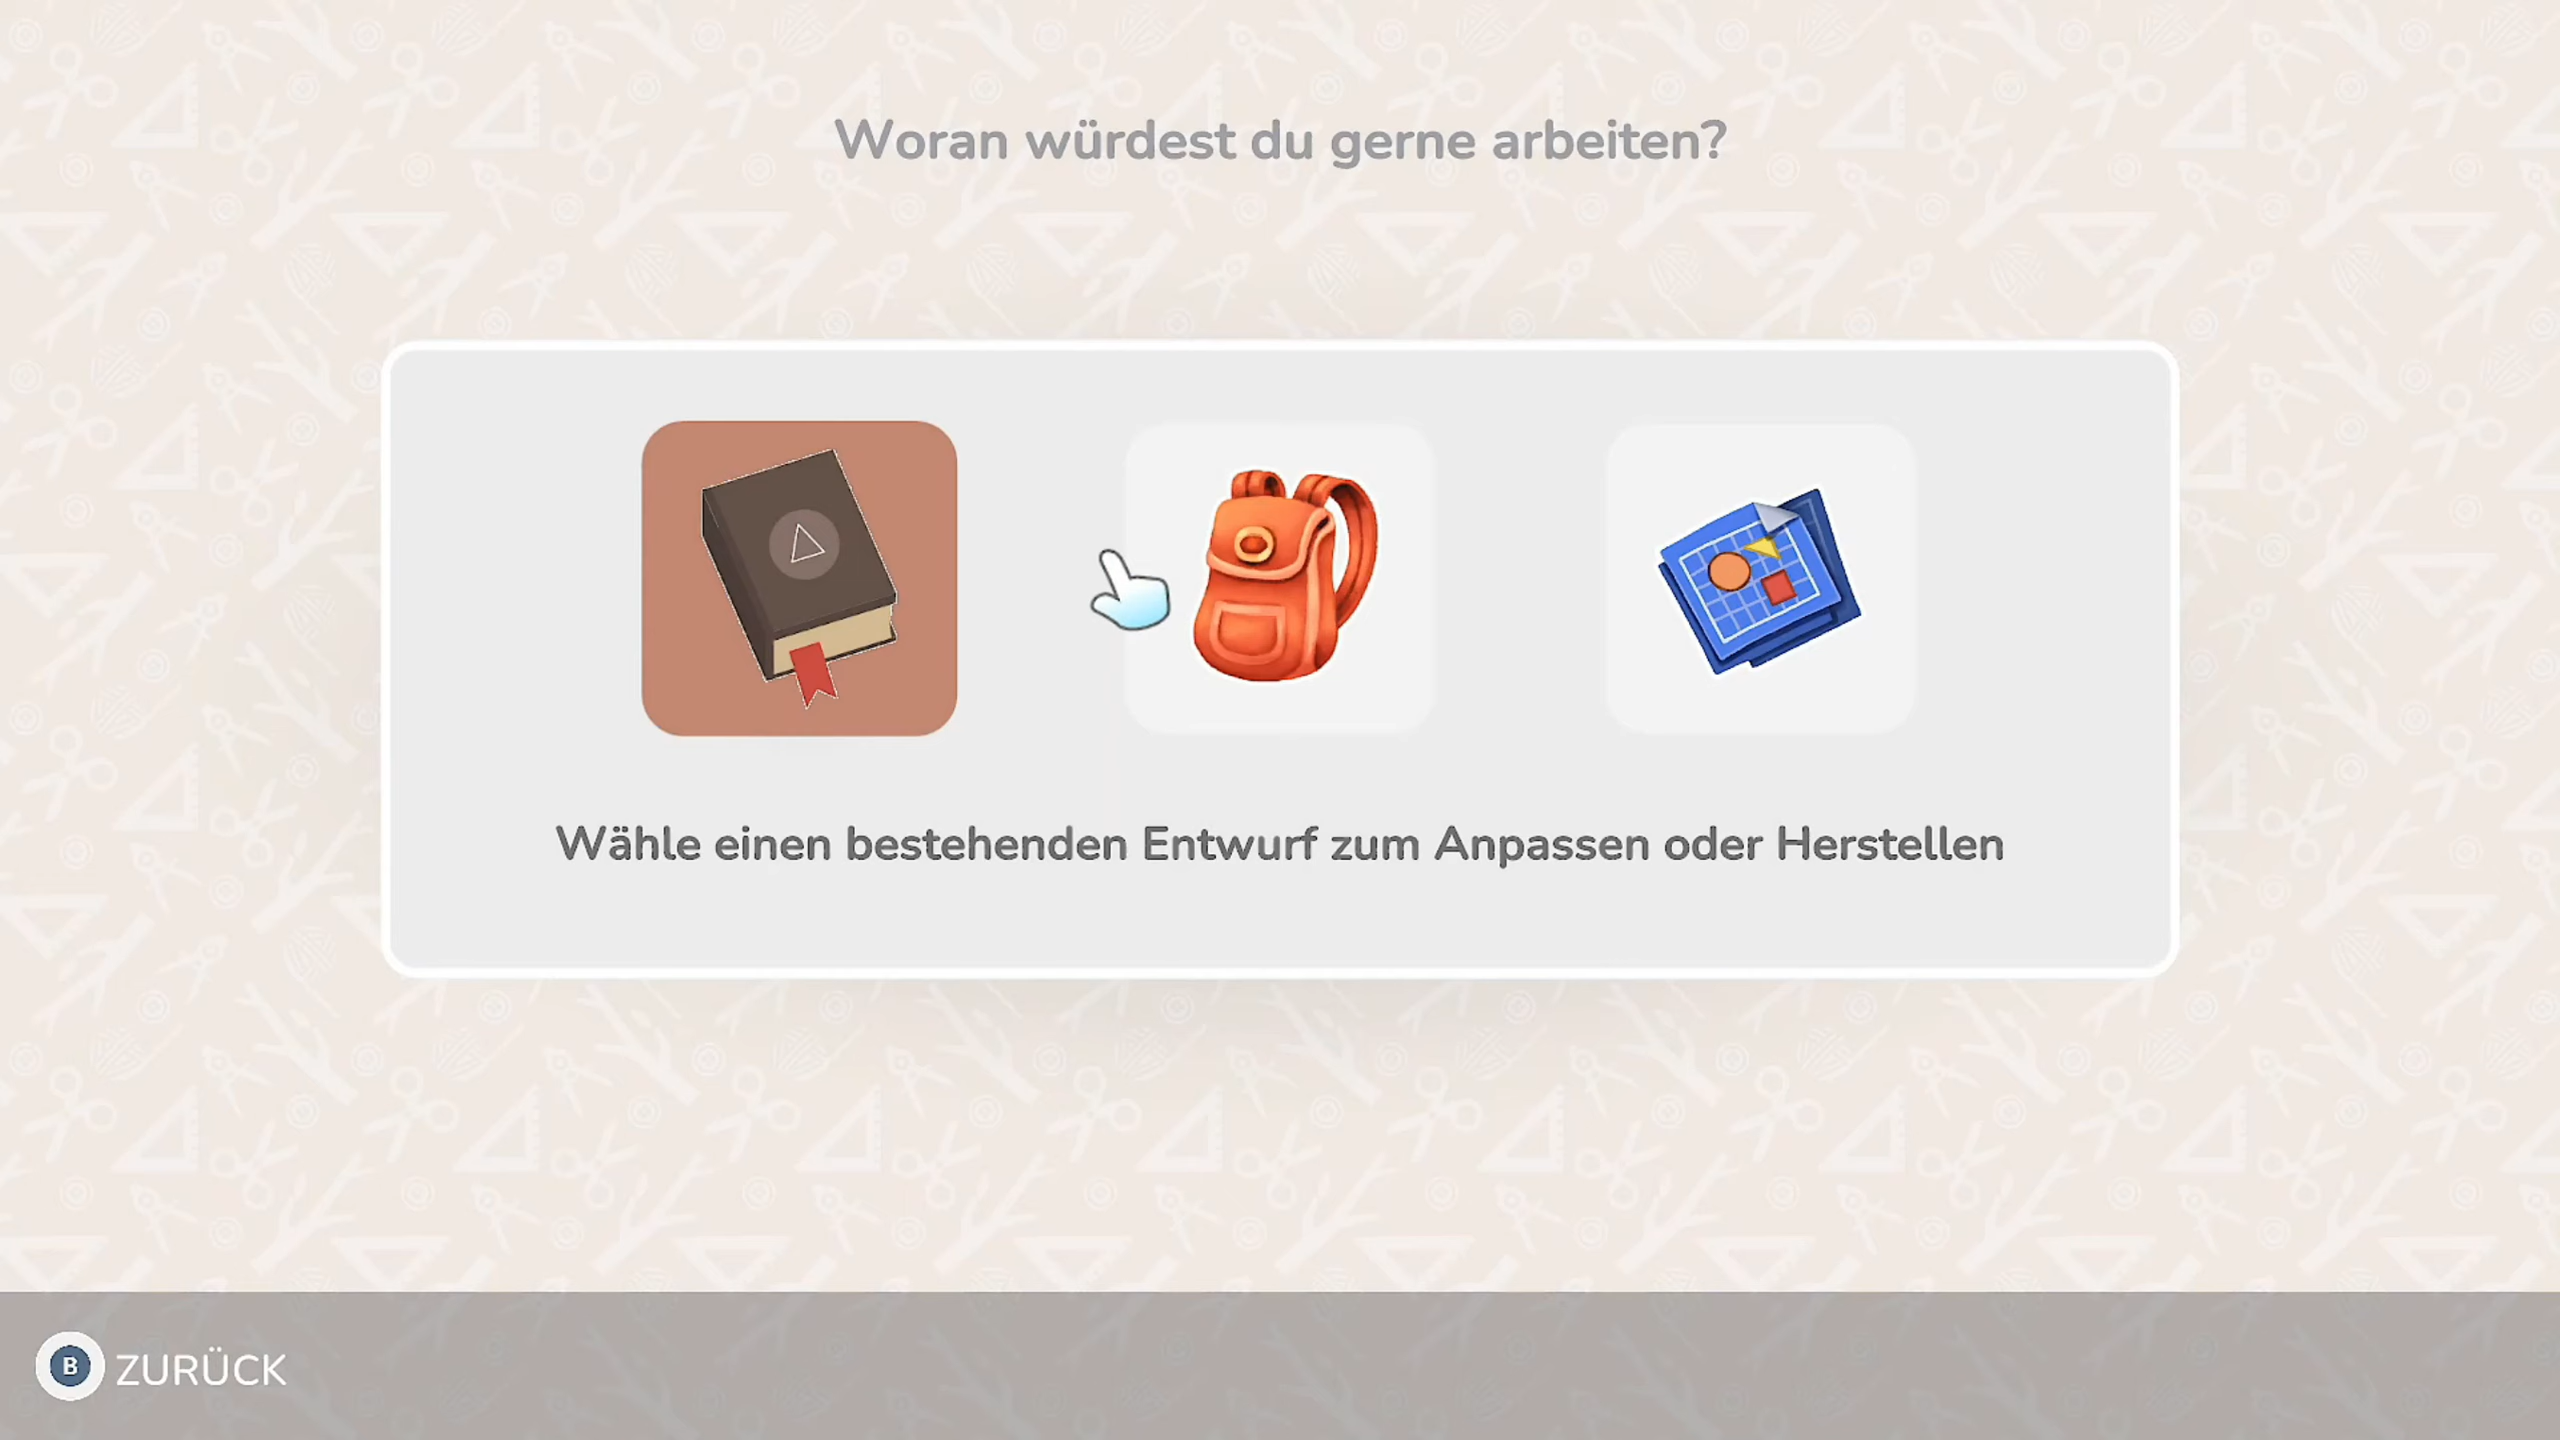 Woran würdest du gerne arbeiten?
Wähle einen bestehenden Entwurf zum Anpassen oder Herstellen
B ZURÜCK